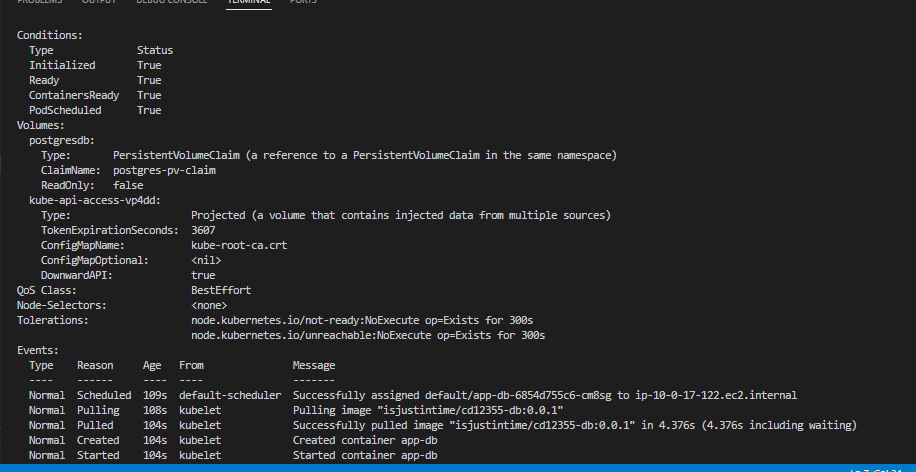 PROBLEMS OUTPUT DEBUG CONSOLE TERMINAL PORTS
Conditions:
Type Status
Initialized True
Ready True
ContainersReady True
PodScheduled True
Volumes:
postgresdb:
Type: PersistentVolumeClaim (a reference to a PersistentVolumeClaim in the same namespace)
ClaimName: postgres-pv-claim
ReadOnly: false
kube-api-access-vp4dd:
Type: Projected (a volume that contains injected data from multiple sources)
TokenExpirationSeconds: 3607
ConfigMapName: kube-root-ca.crt
ConfigMapOptional: <nil>
DownwardAPI: true
QoS Class: BestEffort
Node-Selectors: <none>
Tolerations: node.kubernetes.io/not-ready:NoExecute op=Exists for 300s
node.kubernetes.io/unreachable:NoExecute op=Exists for 300s
Events:
Type Reason Age From Message
---- ------ ---- ---- -------
Normal Scheduled 109s default-scheduler Successfully assigned default/app-db-6854d755c6-cm8sg to ip-10-0-17-122.ec2.internal
Normal Pulling 108s kubelet Pulling image "isjustintime/cd12355-db:0.0.1"
Normal Pulled 104s kubelet Successfully pulled image "isjustintime/cd12355-db:0.0.1" in 4.376s (4.376s including waiting)
Normal Created 104s kubelet Created container app-db
Normal Started 104s kubelet Started container app-db